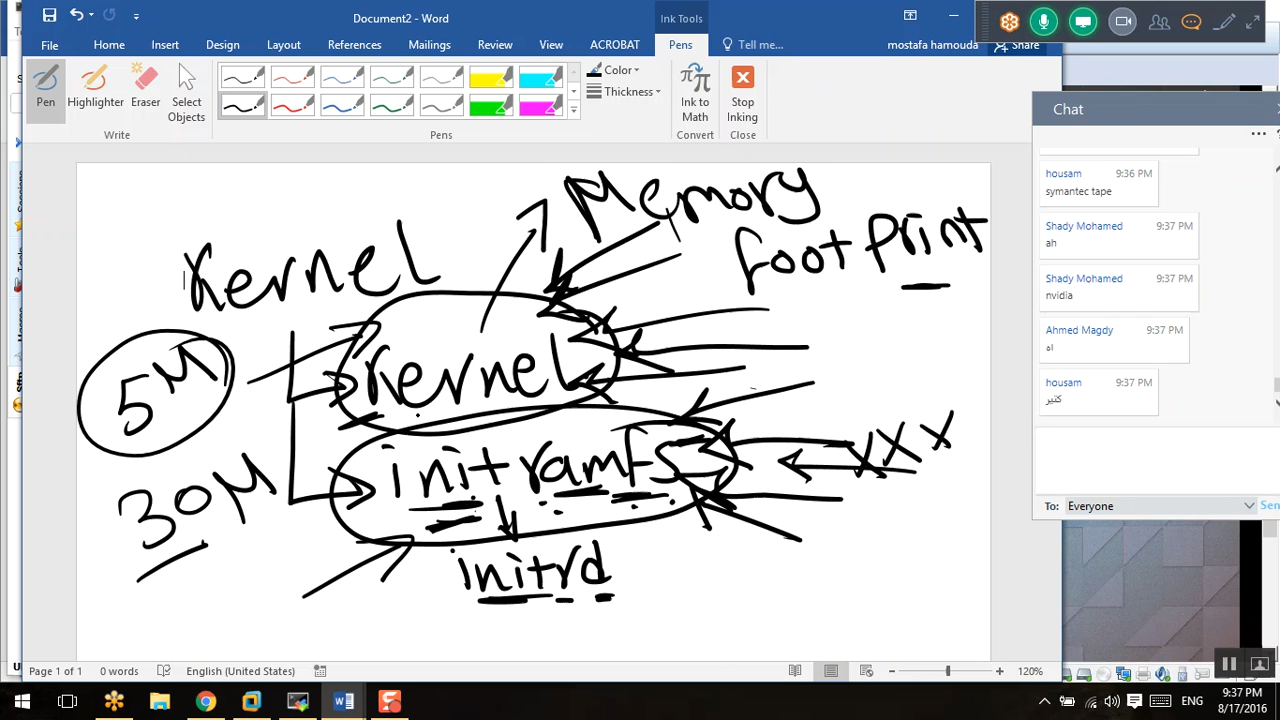 Document2 - Word
Ink Tools
File
Home
Insert
Design
Layout
References
Mailings
Review
View
ACROBAT
Pens
Tell me...
mostafa hamouda
Share
Pen
Highlighter
Eraser
Select Objects
Color
Thickness
Ink to Math
Stop Inking
Write
Pens
Convert
Close
Memory
foot print
Kernel
5M
kernel
30M
initramFs
XXX
initrd
Chat
housam 9:36 PM
symantec tape
Shady Mohamed 9:37 PM
ah
Shady Mohamed 9:37 PM
nvidia
Ahmed Magdy 9:37 PM
اه
housam 9:37 PM
كتير
To: Everyone
Sen
Page 1 of 1
0 words
English (United States)
120%
ENG
9:37 PM
8/17/2016